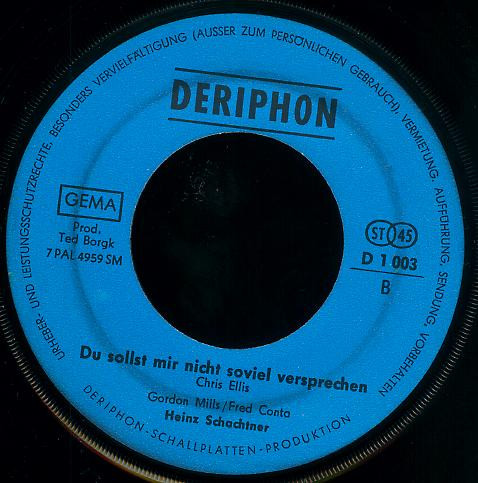 URHEBER- UND LEISTUNGSSCHUTZRECHTE, BESONDERS VERVIELFÄLTIGUNG (AUSSER ZUM PERSÖNLICHEN GEBRAUCH), VERMIETUNG, AUFFÜHRUNG, SENDUNG, VORBEHALTEN
DERIPHON
GEMA
Prod.
Ted Borgk
7 PAL 4959 SM
ST 45
D 1 003
B
Du sollst mir nicht soviel versprechen
Chris Ellis
Gordon Mills/Fred Conta
Heinz Schachtner
DERIPHON-SCHALLPLATTEN-PRODUKTION